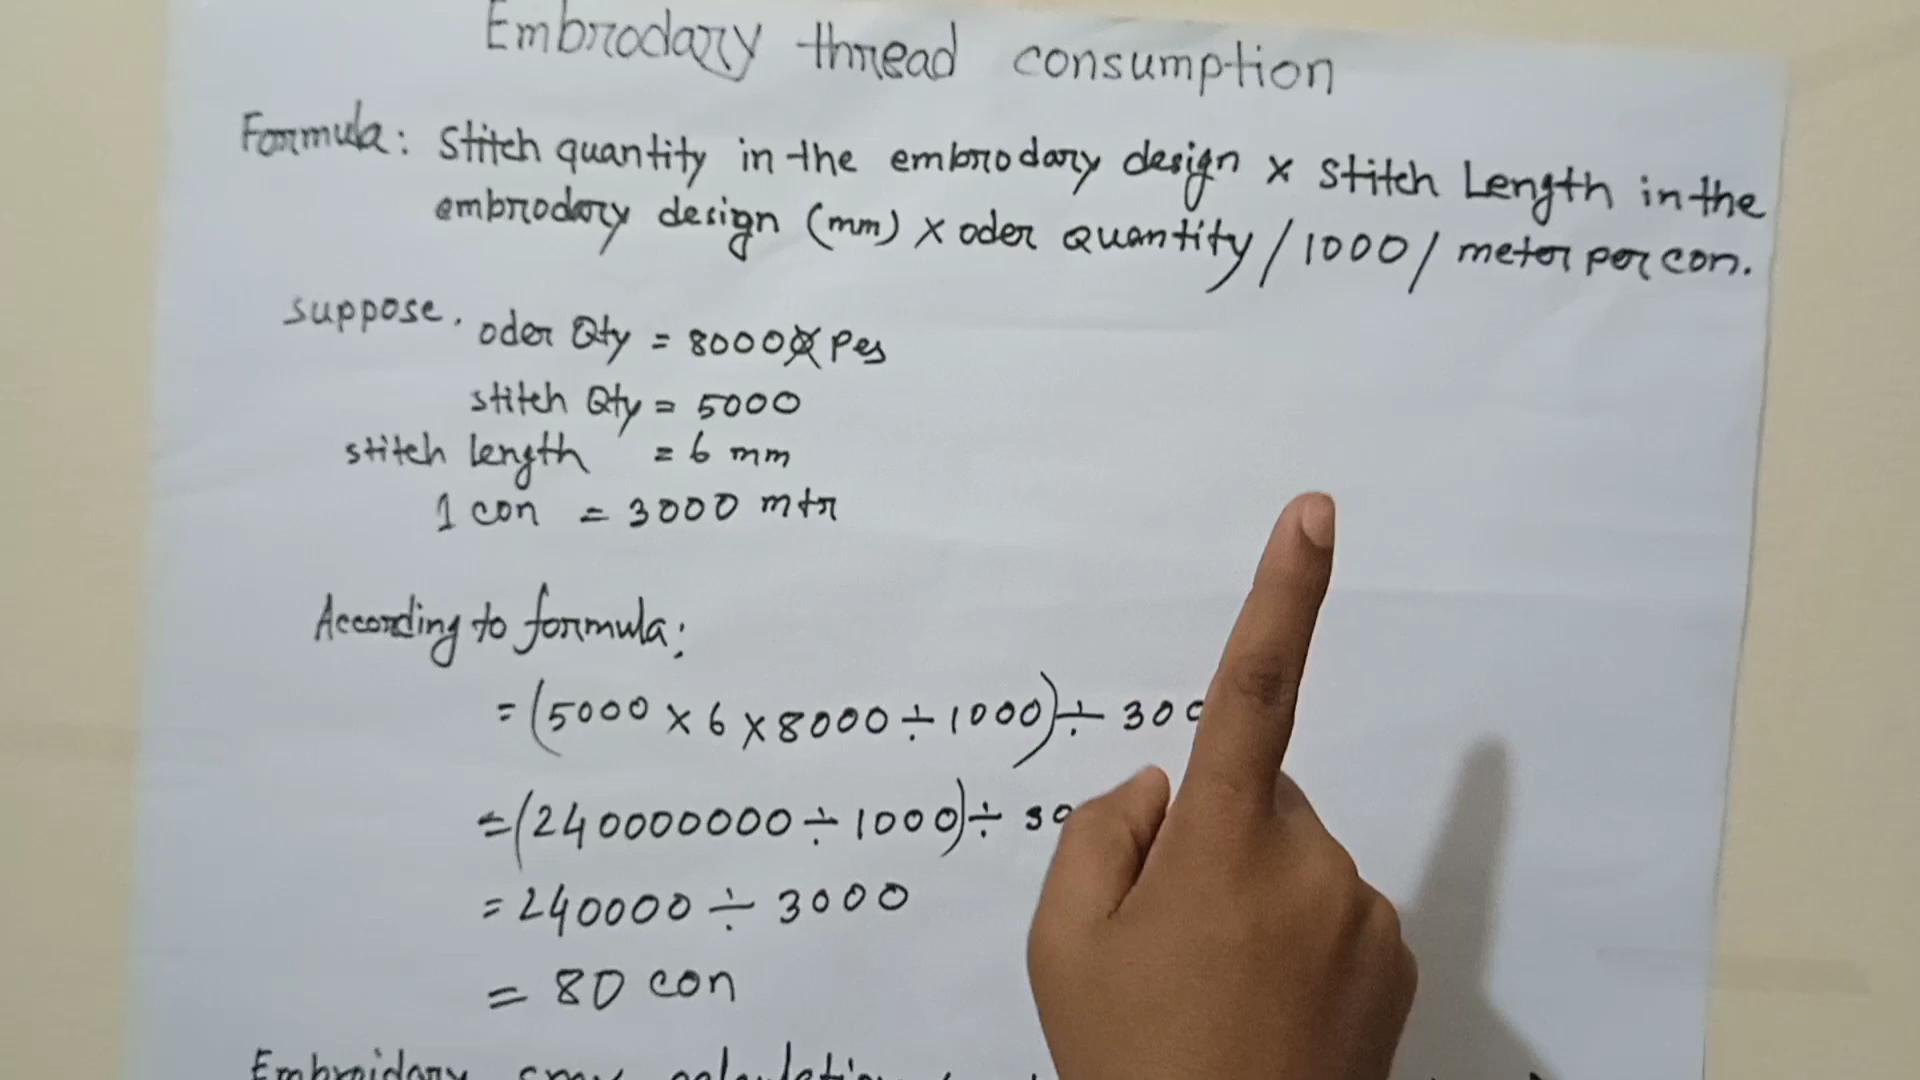 Embrodary thread consumption
Formula: Stitch quantity in the embrodary design x Stitch Length in the
embrodary design (mm) x oder quantity / 1000 / meter per con.
suppose. oder Qty = 8000 Pes
stitch Qty = 5000
stitch length = 6 mm
1 con = 3000 mtr
According to formula:
= (5000 x 6 x 8000 ÷ 1000) ÷ 300
= (240000000 ÷ 1000) ÷ 30
= 240000 ÷ 3000
= 80 con
Embroidary